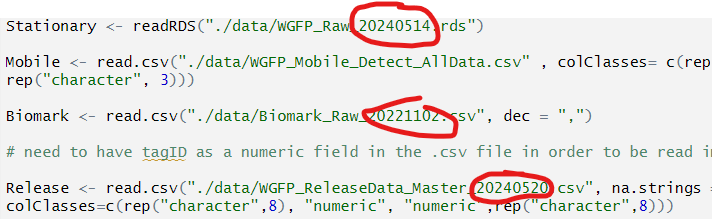 Stationary <- readRDS("./data/WGFP_Raw_20240514.rds")
Mobile <- read.csv("./data/WGFP_Mobile_Detect_AllData.csv" , colClasses= c(rep(
rep("character", 3)))
Biomark <- read.csv("./data/Biomark_Raw_20221102.csv", dec = ",")
# need to have tagID as a numeric field in the .csv file in order to be read in
Release <- read.csv("./data/WGFP_ReleaseData_Master_20240520.csv", na.strings =
colClasses=c(rep("character",8), "numeric", "numeric",rep("character",8)))